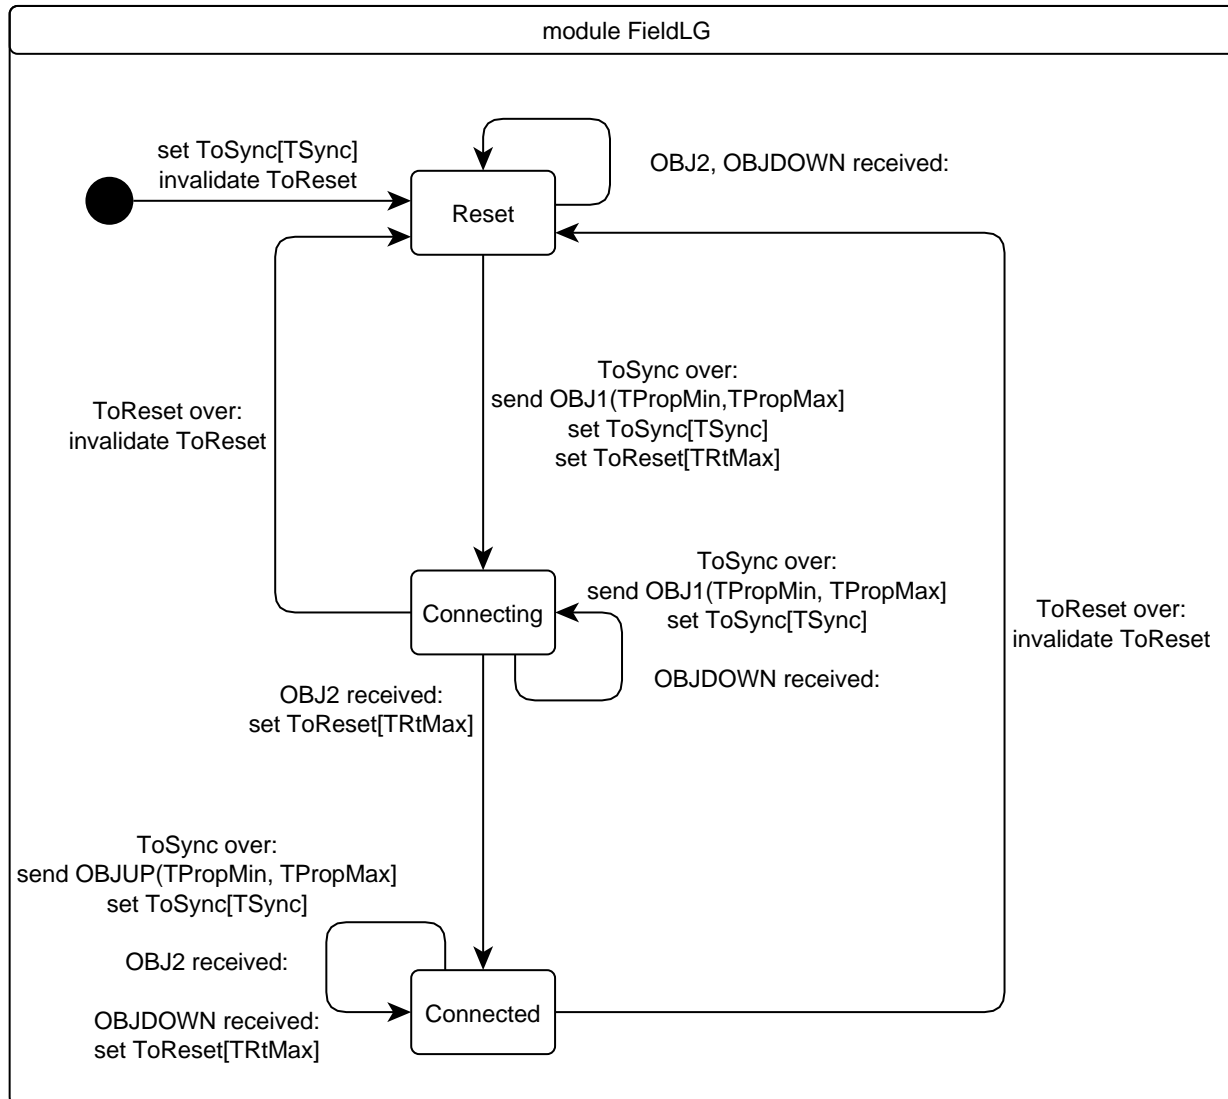 module FieldLG
set ToSync[TSync]
invalidate ToReset
OBJ2, OBJDOWN received:
Reset
ToSync over:
send OBJ1(TPropMin,TPropMax]
set ToSync[TSync]
set ToReset[TRtMax]
ToReset over:
invalidate ToReset
ToSync over:
send OBJ1(TPropMin, TPropMax]
set ToSync[TSync]
Connecting
ToReset over:
invalidate ToReset
OBJDOWN received:
OBJ2 received:
set ToReset[TRtMax]
ToSync over:
send OBJUP(TPropMin, TPropMax]
set ToSync[TSync]
OBJ2 received:
OBJDOWN received:
set ToReset[TRtMax]
Connected